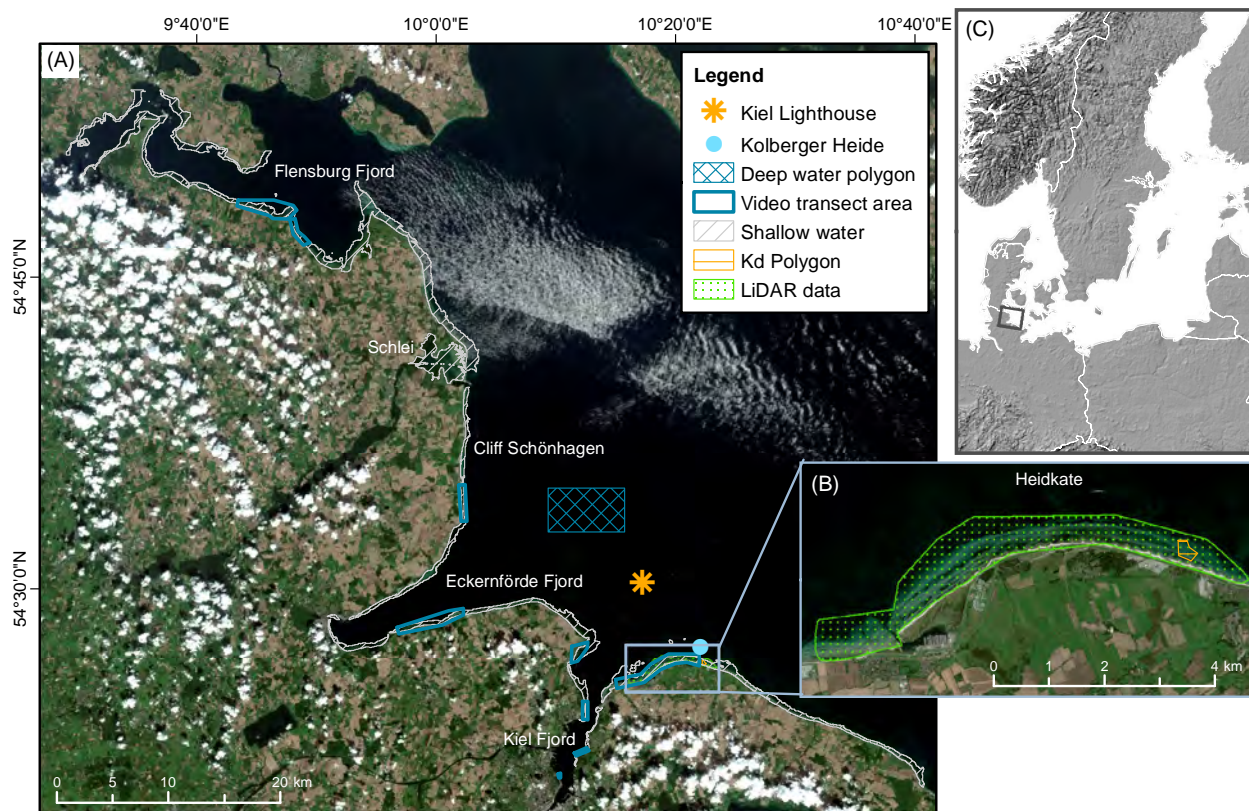 9°40'0"E
10°0'0"E
10°20'0"E
10°40'0"E
(A)
(C)
Legend
Kiel Lighthouse
Kolberger Heide
Deep water polygon
Video transect area
Shallow water
Kd Polygon
LiDAR data
Flensburg Fjord
54°45'0"N
Schlei
Cliff Schönhagen
(B)
Heidkate
Eckernförde Fjord
54°30'0"N
0 1 2 4 km
Kiel Fjord
0 10 20 km